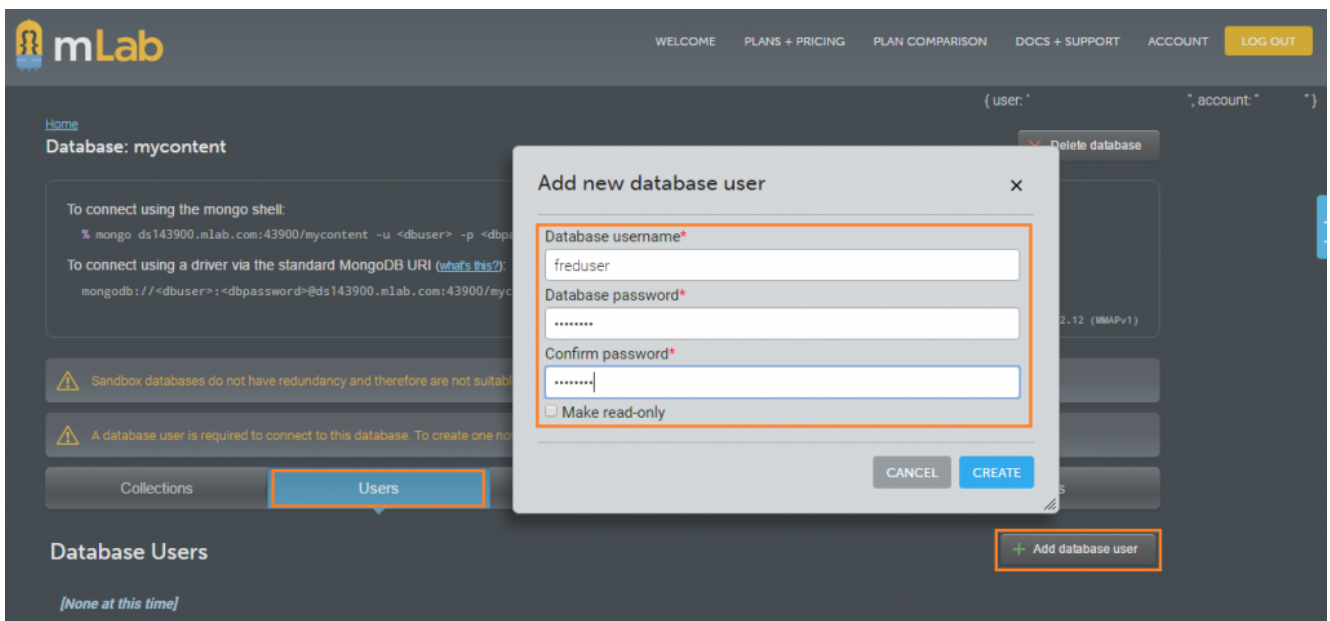 mLab
WELCOME PLANS + PRICING PLAN COMPARISON DOCS + SUPPORT ACCOUNT LOG OUT
{ user: " ", account: " " }
Home
Database: mycontent
Delete database
To connect using the mongo shell:
% mongo ds143900.mlab.com:43900/mycontent -u <dbuser> -p <dbpa
To connect using a driver via the standard MongoDB URI (what's this?):
mongodb://<dbuser>:<dbpassword>@ds143900.mlab.com:43900/myc
2.12 (MMAPv1)
Sandbox databases do not have redundancy and therefore are not suitabl
A database user is required to connect to this database. To create one no
Add new database user
×
Database username*
freduser
Database password*
••••••••
Confirm password*
••••••••
Make read-only
CANCEL CREATE
Collections Users s
Database Users
+ Add database user
[None at this time]